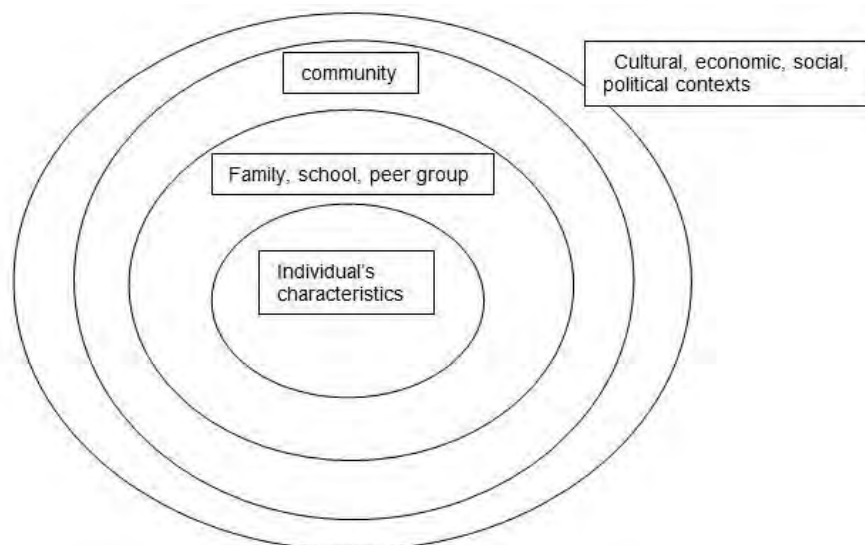 community
Cultural, economic, social,
political contexts
Family, school, peer group
Individual's
characteristics